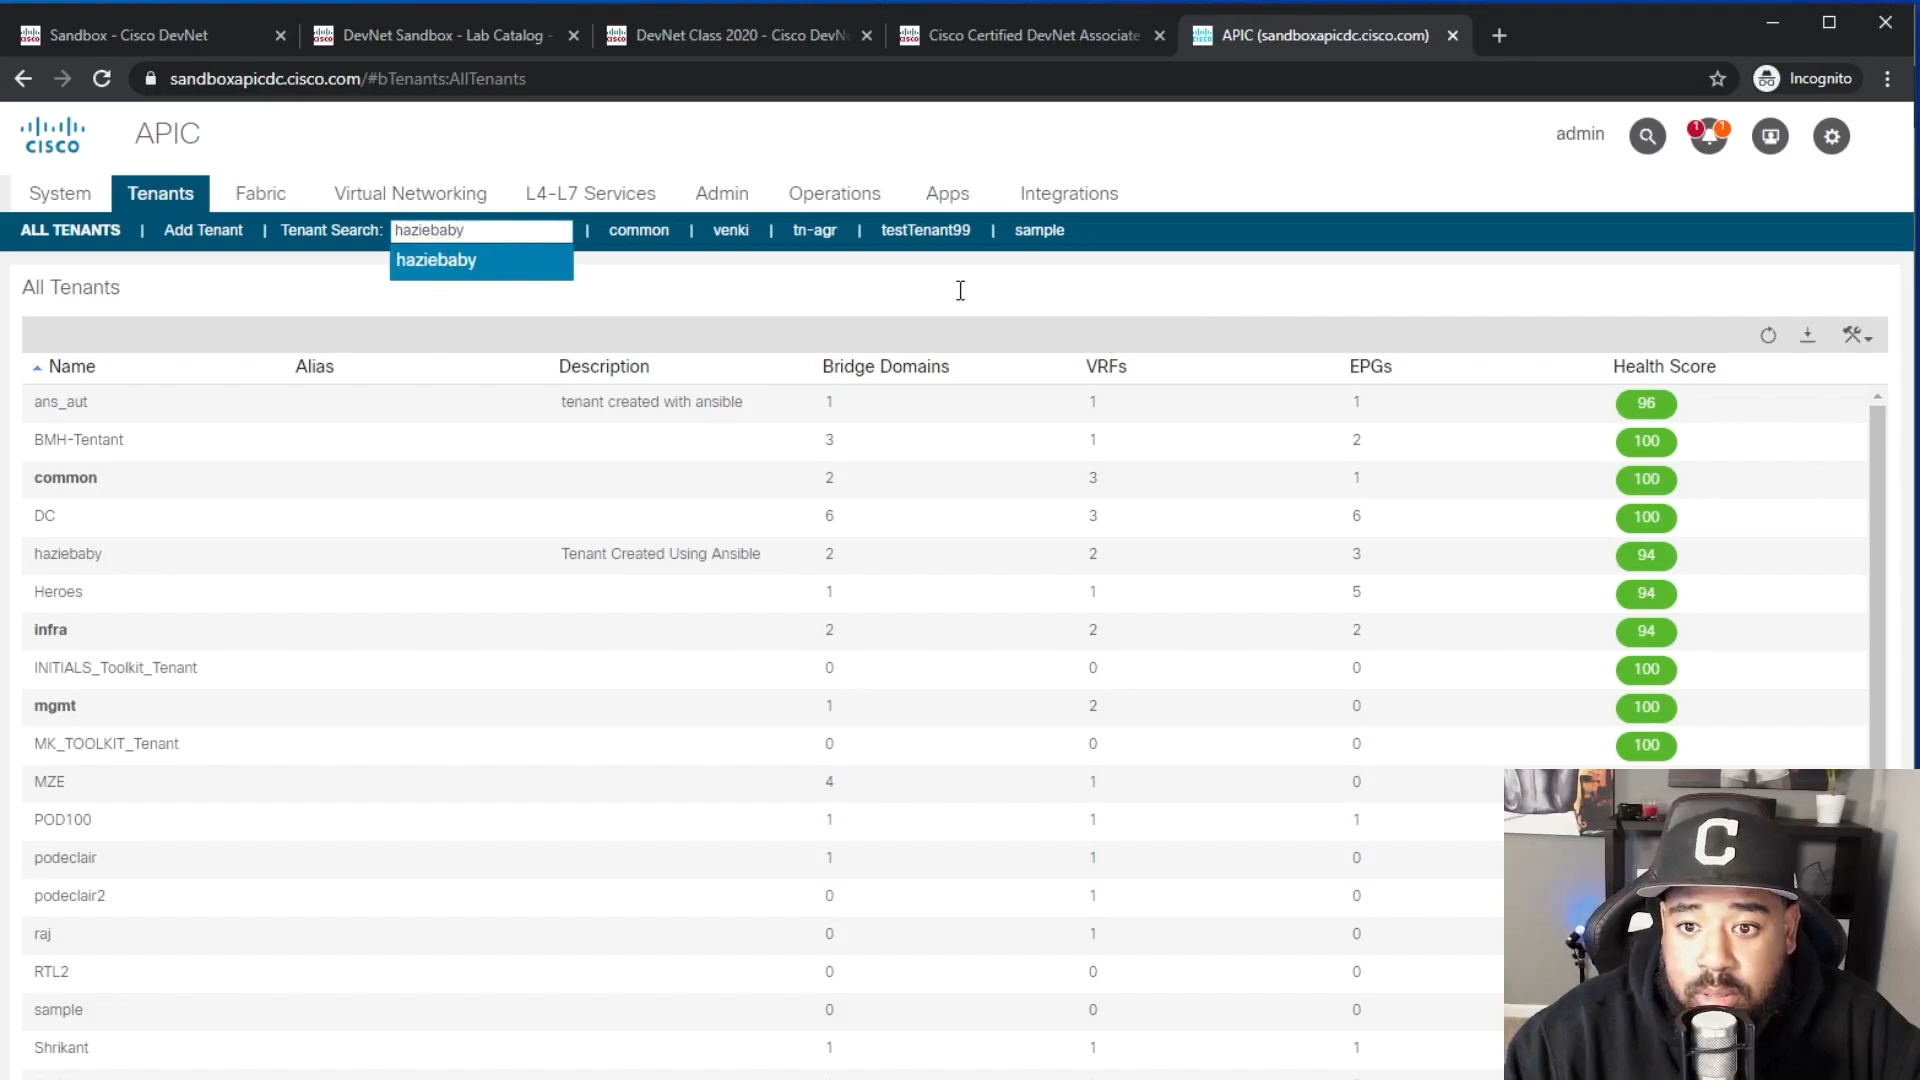 Sandbox - Cisco DevNet
DevNet Sandbox - Lab Catalog -
DevNet Class 2020 - Cisco DevN
Cisco Certified DevNet Associate
APIC (sandboxapicdc.cisco.com)
sandboxapicdc.cisco.com/#bTenants:AllTenants
Incognito
CISCO
APIC
admin
1 1
System Tenants Fabric Virtual Networking L4-L7 Services Admin Operations Apps Integrations
ALL TENANTS | Add Tenant | Tenant Search: haziebaby | common | venki | tn-agr | testTenant99 | sample
haziebaby
All Tenants
Name Alias Description Bridge Domains VRFs EPGs Health Score
ans_aut tenant created with ansible 1 1 1 96
BMH-Tentant 3 1 2 100
common 2 3 1 100
DC 6 3 6 100
haziebaby Tenant Created Using Ansible 2 2 3 94
Heroes 1 1 5 94
infra 2 2 2 94
INITIALS_Toolkit_Tenant 0 0 0 100
mgmt 1 2 0 100
MK_TOOLKIT_Tenant 0 0 0 100
MZE 4 1 0
POD100 1 1 1
podeclair 1 1 0
podeclair2 0 1 0
raj 0 1 0
RTL2 0 0 0
sample 0 0 0
Shrikant 1 1 1
C